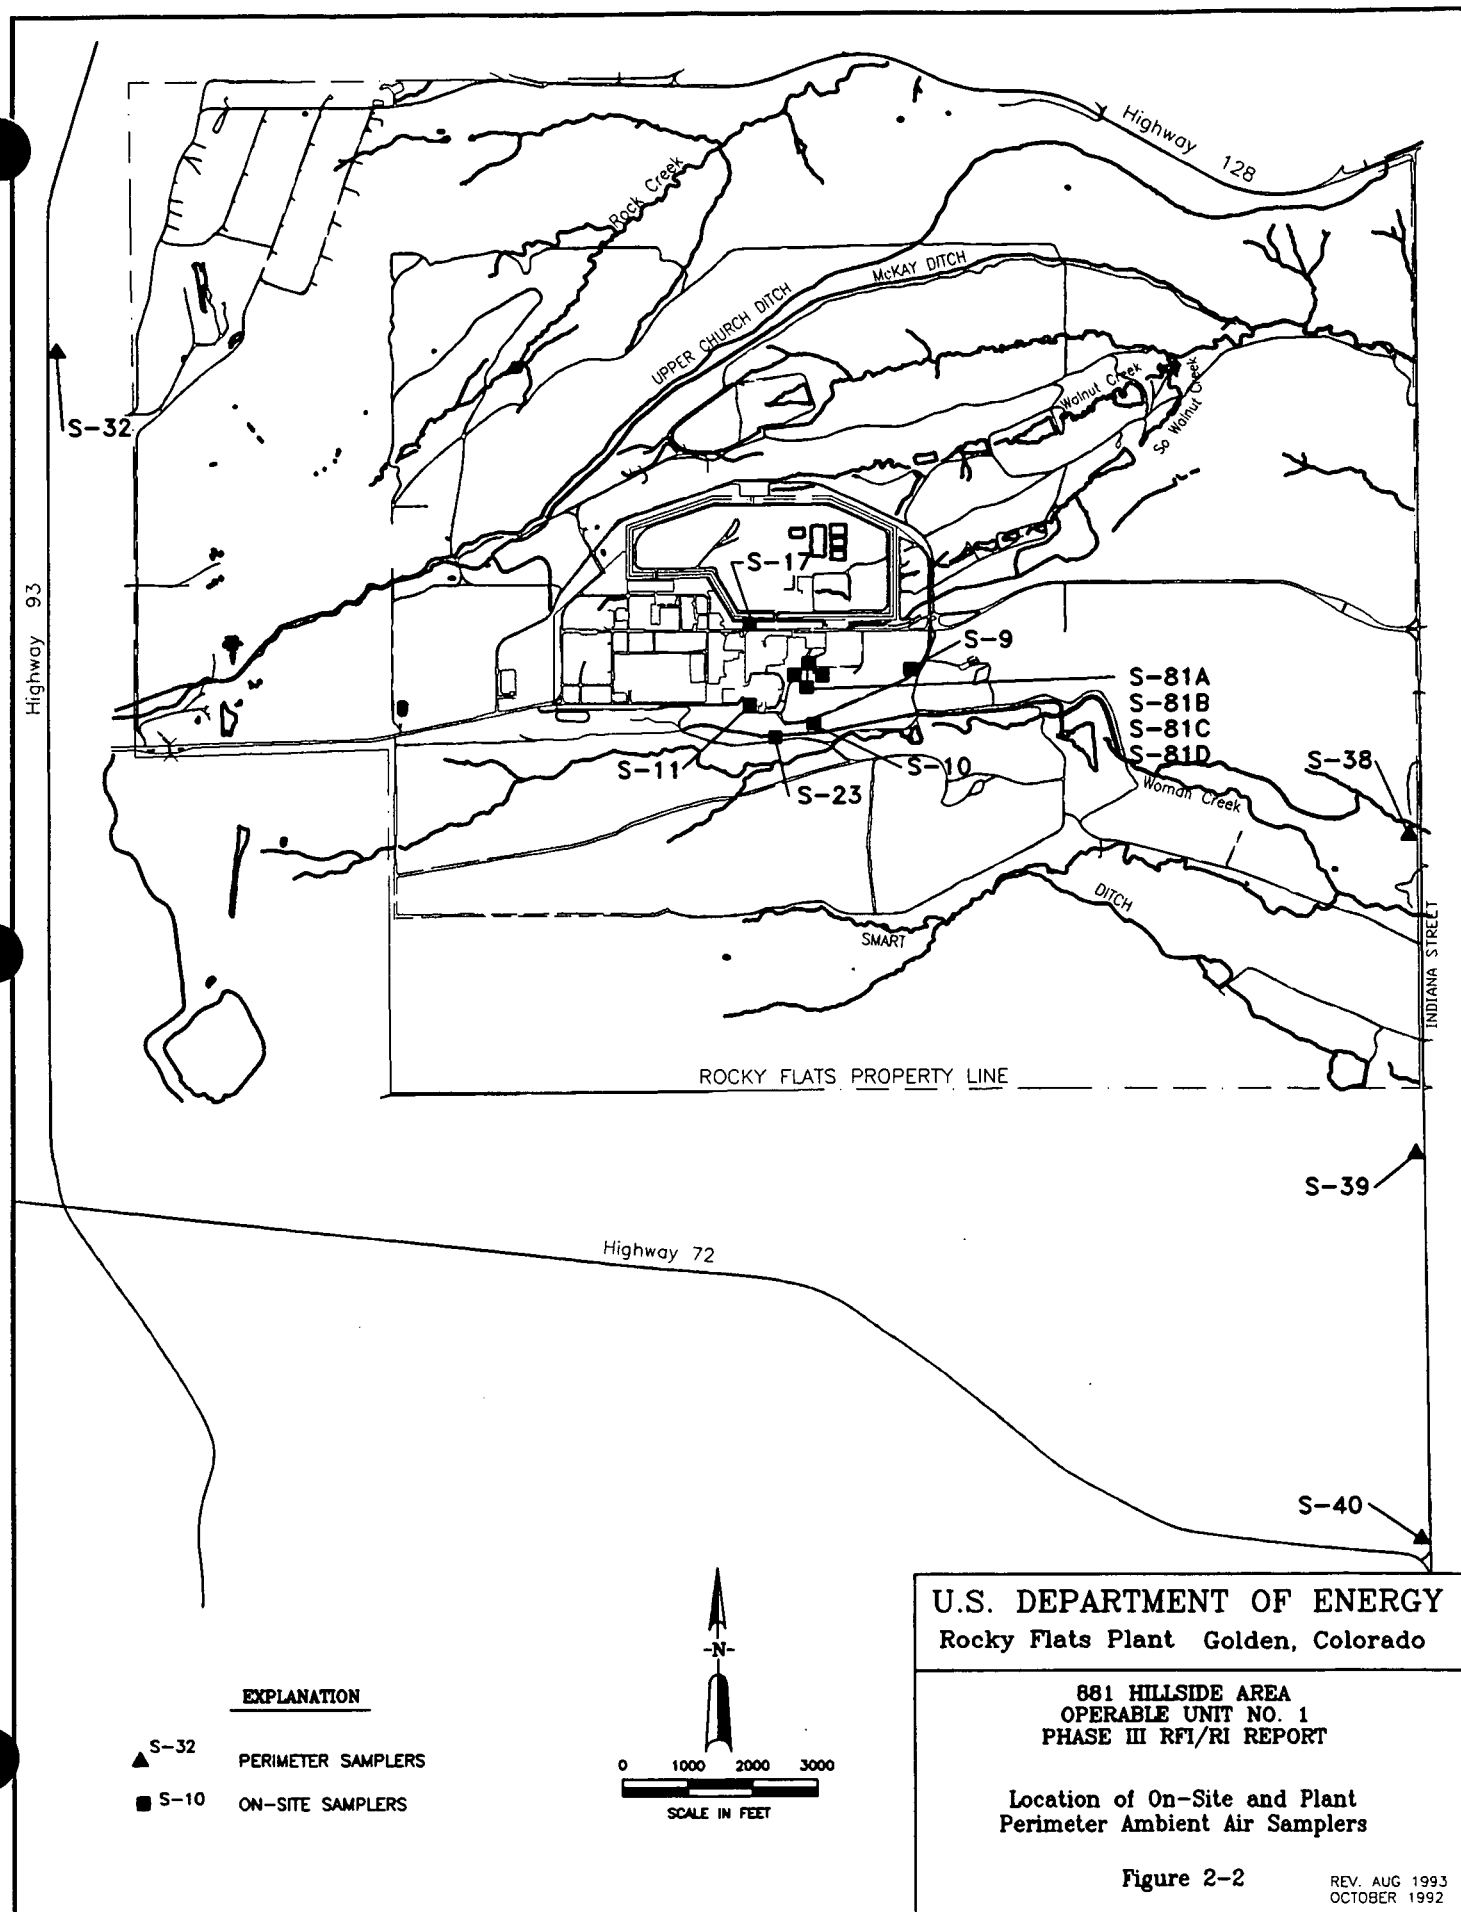 Highway 128
Rock Creek
McKAY DITCH
UPPER CHURCH DITCH
Walnut Creek
So Walnut Creek
S-32
Highway 93
S-17
S-9
S-81A
S-81B
S-81C
S-81D
S-38
S-11
S-10
S-23
Woman Creek
DITCH
SMART
INDIANA STREET
ROCKY FLATS PROPERTY LINE
S-39
Highway 72
S-40
-N-
EXPLANATION
S-32 PERIMETER SAMPLERS
S-10 ON-SITE SAMPLERS
0 1000 2000 3000
SCALE IN FEET
U.S. DEPARTMENT OF ENERGY
Rocky Flats Plant Golden, Colorado
881 HILLSIDE AREA
OPERABLE UNIT NO. 1
PHASE III RFI/RI REPORT
Location of On-Site and Plant
Perimeter Ambient Air Samplers
Figure 2-2
REV. AUG 1993
OCTOBER 1992